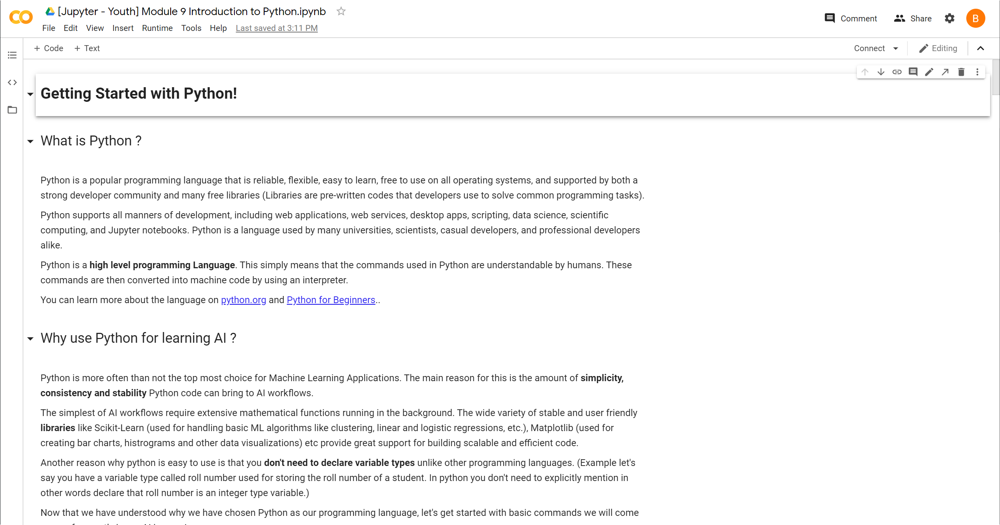 [Jupyter - Youth] Module 9 Introduction to Python.ipynb
File Edit View Insert Runtime Tools Help Last saved at 3:11 PM
Comment Share B
+ Code + Text
Connect Editing
Getting Started with Python!
What is Python ?
Python is a popular programming language that is reliable, flexible, easy to learn, free to use on all operating systems, and supported by both a
strong developer community and many free libraries (Libraries are pre-written codes that developers use to solve common programming tasks).
Python supports all manners of development, including web applications, web services, desktop apps, scripting, data science, scientific
computing, and Jupyter notebooks. Python is a language used by many universities, scientists, casual developers, and professional developers
alike.
Python is a high level programming Language. This simply means that the commands used in Python are understandable by humans. These
commands are then converted into machine code by using an interpreter.
You can learn more about the language on python.org and Python for Beginners..
Why use Python for learning AI ?
Python is more often than not the top most choice for Machine Learning Applications. The main reason for this is the amount of simplicity,
consistency and stability Python code can bring to AI workflows.
The simplest of AI workflows require extensive mathematical functions running in the background. The wide variety of stable and user friendly
libraries like Scikit-Learn (used for handling basic ML algorithms like clustering, linear and logistic regressions, etc.), Matplotlib (used for
creating bar charts, histrograms and other data visualizations) etc provide great support for building scalable and efficient code.
Another reason why python is easy to use is that you don't need to declare variable types unlike other programming languages. (Example let's
say you have a variable type called roll number used for storing the roll number of a student. In python you don't need to explicitly mention in
other words declare that roll number is an integer type variable.)
Now that we have understood why we have chosen Python as our programming language, let's get started with basic commands we will come